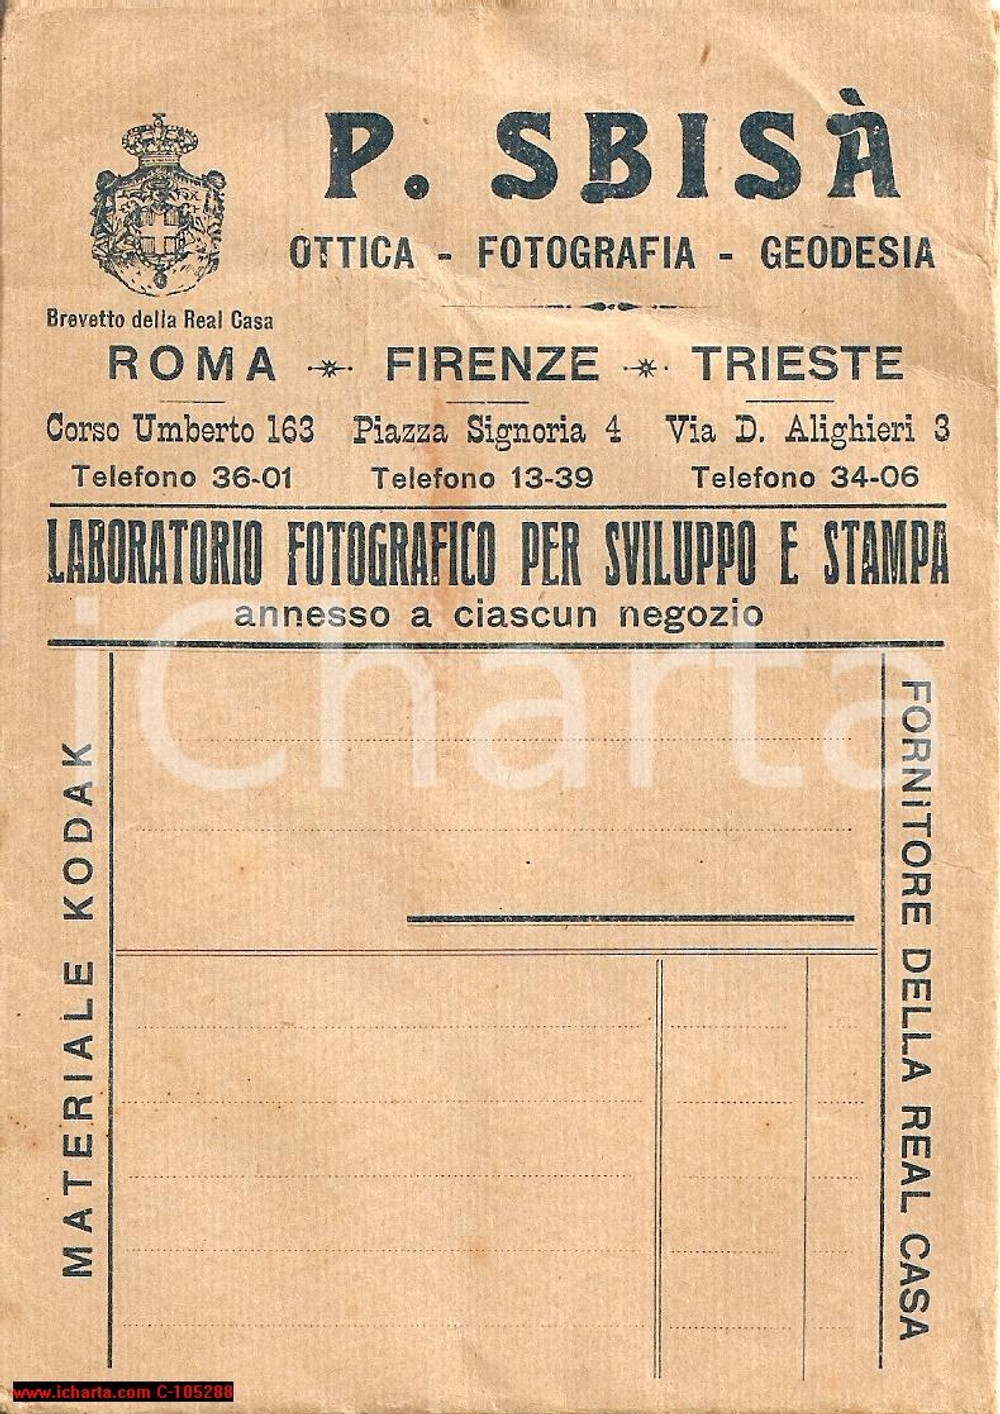 P. SBISÀ
OTTICA - FOTOGRAFIA - GEODESIA
Brevetto della Real Casa
ROMA FIRENZE TRIESTE
Corso Umberto 163 Piazza Signoria 4 Via D. Alighieri 3
Telefono 36-01 Telefono 13-39 Telefono 34-06
LABORATORIO FOTOGRAFICO PER SVILUPPO E STAMPA
annesso a ciascun negozio
iCharta
MATERIALE KODAK
FORNiTORE DELLA REAL CASA
www.icharta.com C-105288